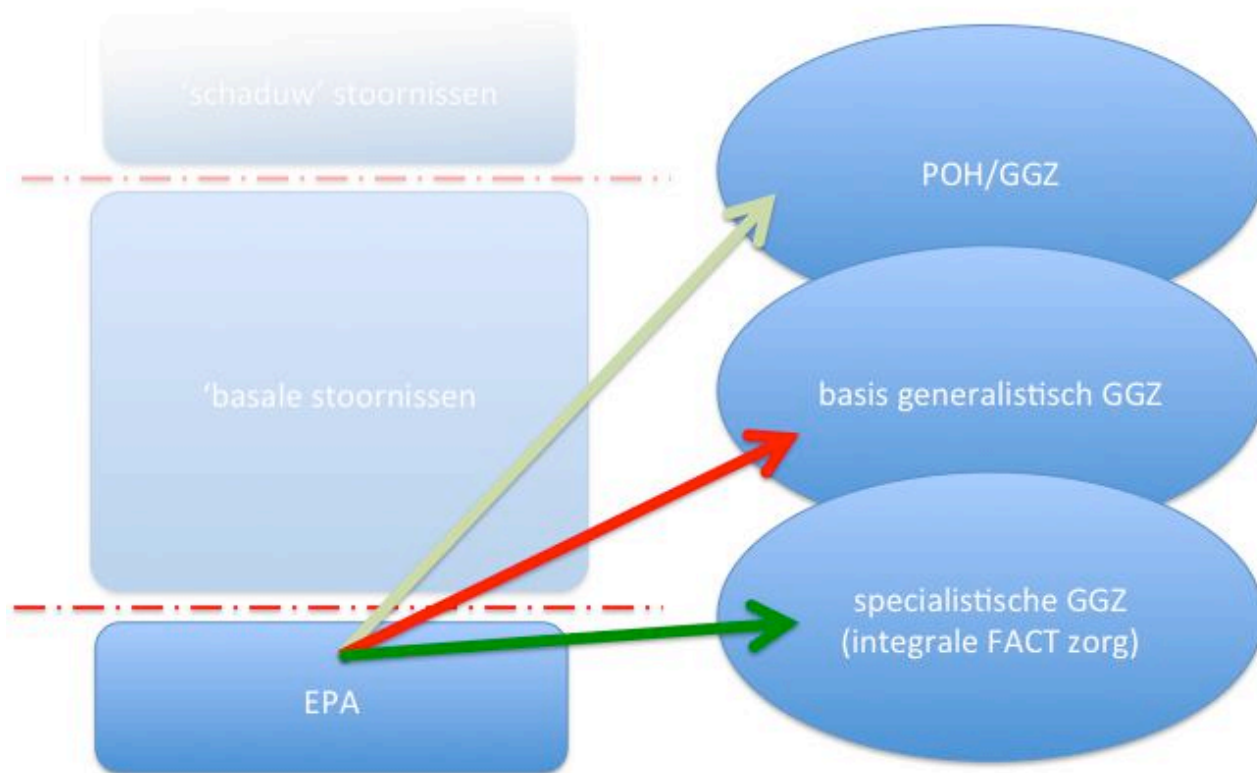 ‘schaduw’ stoornissen
POH/GGZ
‘basale stoornissen
basis generalistisch GGZ
specialistische GGZ
(integrale FACT zorg)
EPA